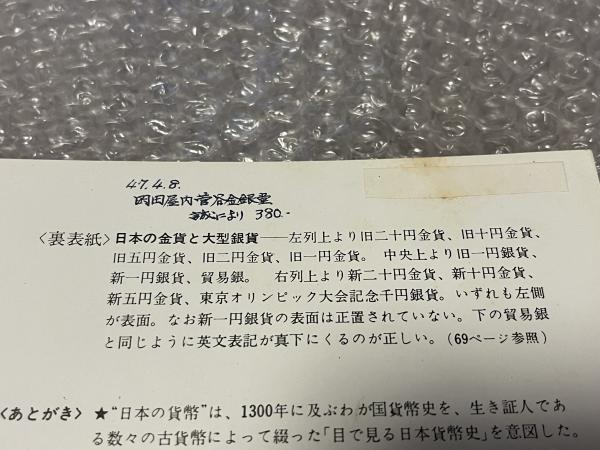 47.4.8.
岡田屋内菅谷金銀堂
より 380.-
〈裏表紙〉日本の金貨と大型銀貨――左列上より旧二十円金貨、旧十円金貨、
旧五円金貨、旧二円金貨、旧一円金貨。 中央上より旧一円銀貨、
新一円銀貨、貿易銀。 右列上より新二十円金貨、新十円金貨、
新五円金貨、東京オリンピック大会記念千円銀貨。いずれも左側
が表面。なお新一円銀貨の表面は正置されていない。下の貿易銀
と同じように英文表記が真下にくるのが正しい。(69ページ参照)
〈あとがき〉 ★“日本の貨幣”は、1300年に及ぶわが国貨幣史を、生き証人であ
る数々の古貨幣によって綴った「目で見る日本貨幣史」を意図した。